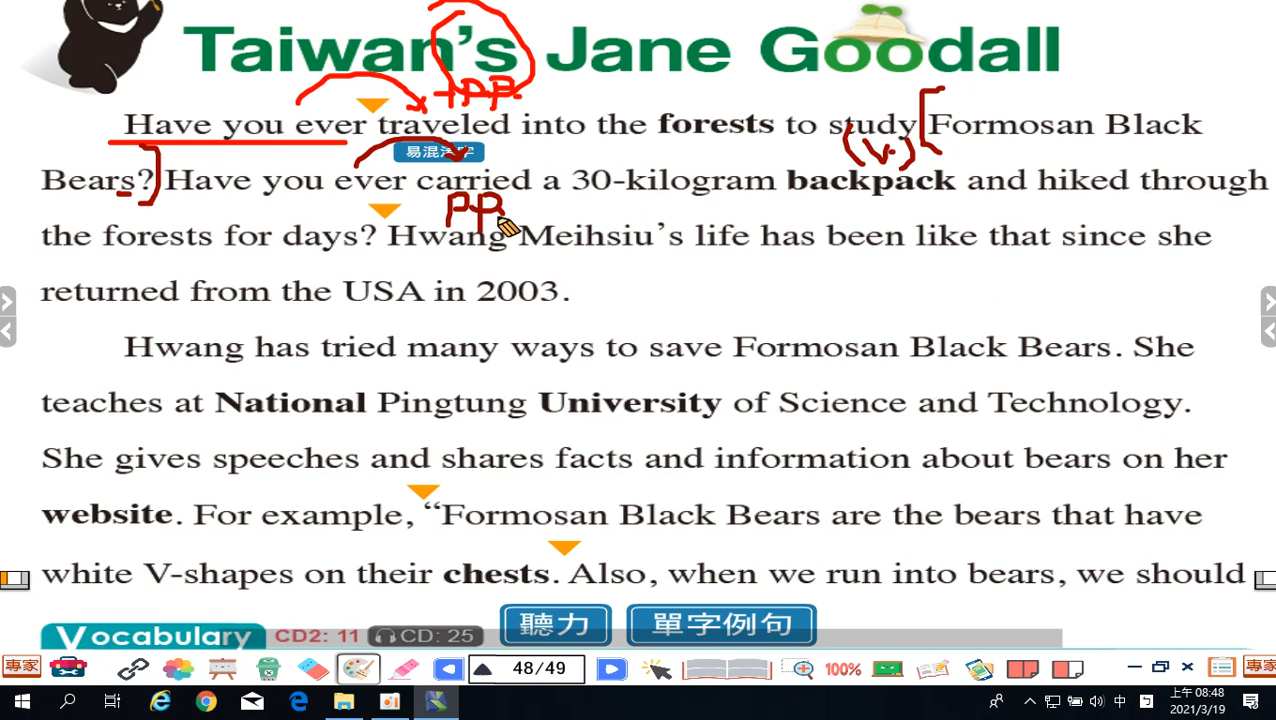 Taiwan's Jane Goodall
+P.P.
Have you ever traveled into the forests to study Formosan Black
(v.)
易混淆字
Bears? Have you ever carried a 30-kilogram backpack and hiked through
PP
the forests for days? Hwang Meihsiu's life has been like that since she
returned from the USA in 2003.
Hwang has tried many ways to save Formosan Black Bears. She
teaches at National Pingtung University of Science and Technology.
She gives speeches and shares facts and information about bears on her
website. For example, “Formosan Black Bears are the bears that have
white V-shapes on their chests. Also, when we run into bears, we should
Vocabulary CD2: 11 CD: 25 聽力 單字例句
專家 48/49 100% 專家
中 上午 08:48
2021/3/19